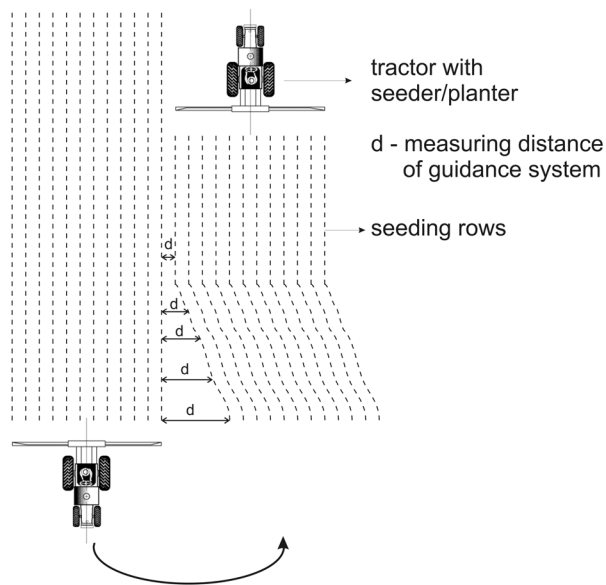 tractor with
seeder/planter
d - measuring distance
of guidance system
seeding rows
d
d
d
d
d